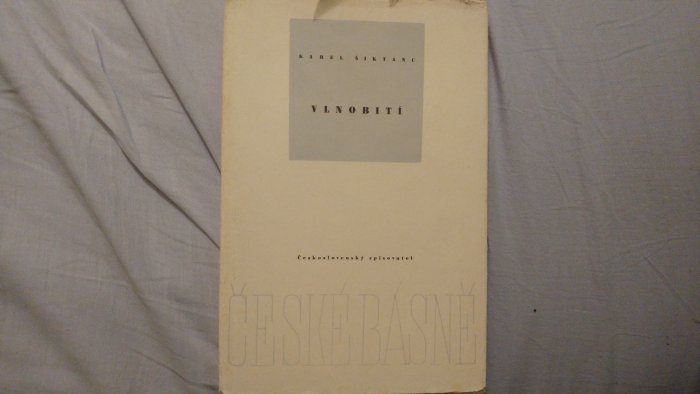 KAREL ŠIKTANC
VLNOBITÍ
Československý spisovatel
ČESKÉ BÁSNĚ